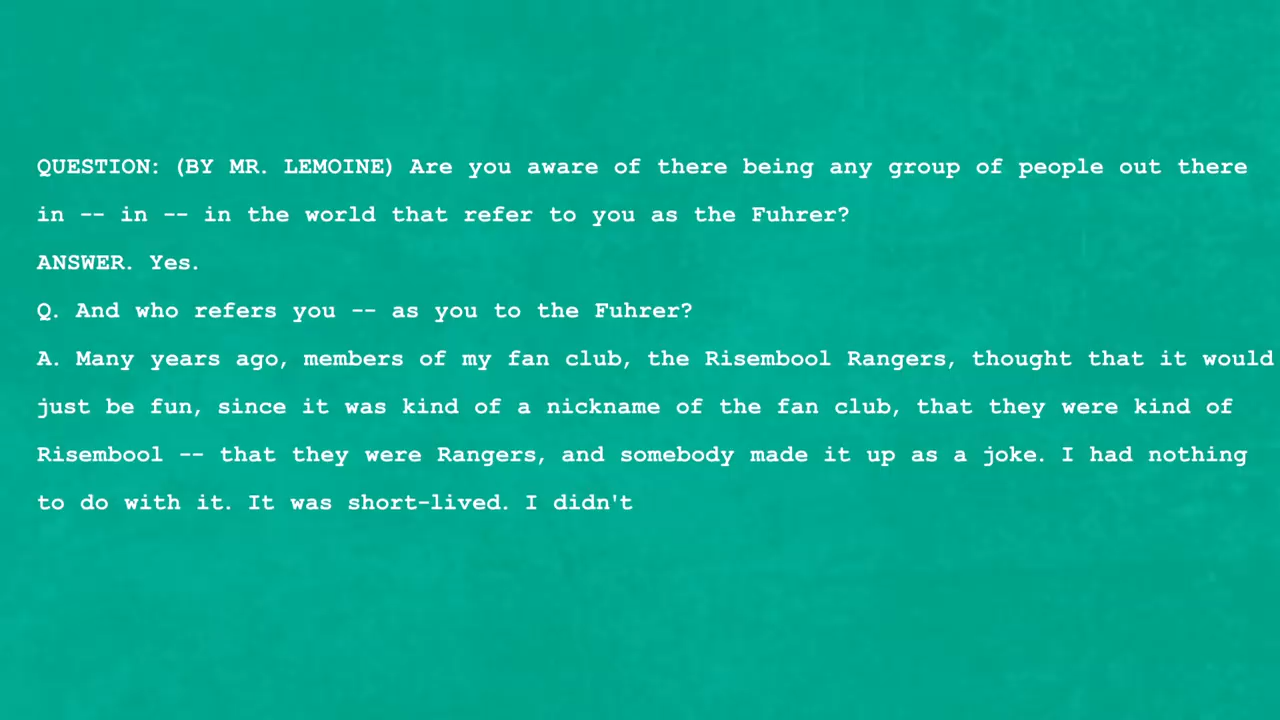 QUESTION: (BY MR. LEMOINE) Are you aware of there being any group of people out there
in -- in -- in the world that refer to you as the Fuhrer?
ANSWER. Yes.
Q. And who refers you -- as you to the Fuhrer?
A. Many years ago, members of my fan club, the Risembool Rangers, thought that it would
just be fun, since it was kind of a nickname of the fan club, that they were kind of
Risembool -- that they were Rangers, and somebody made it up as a joke. I had nothing
to do with it. It was short-lived. I didn't